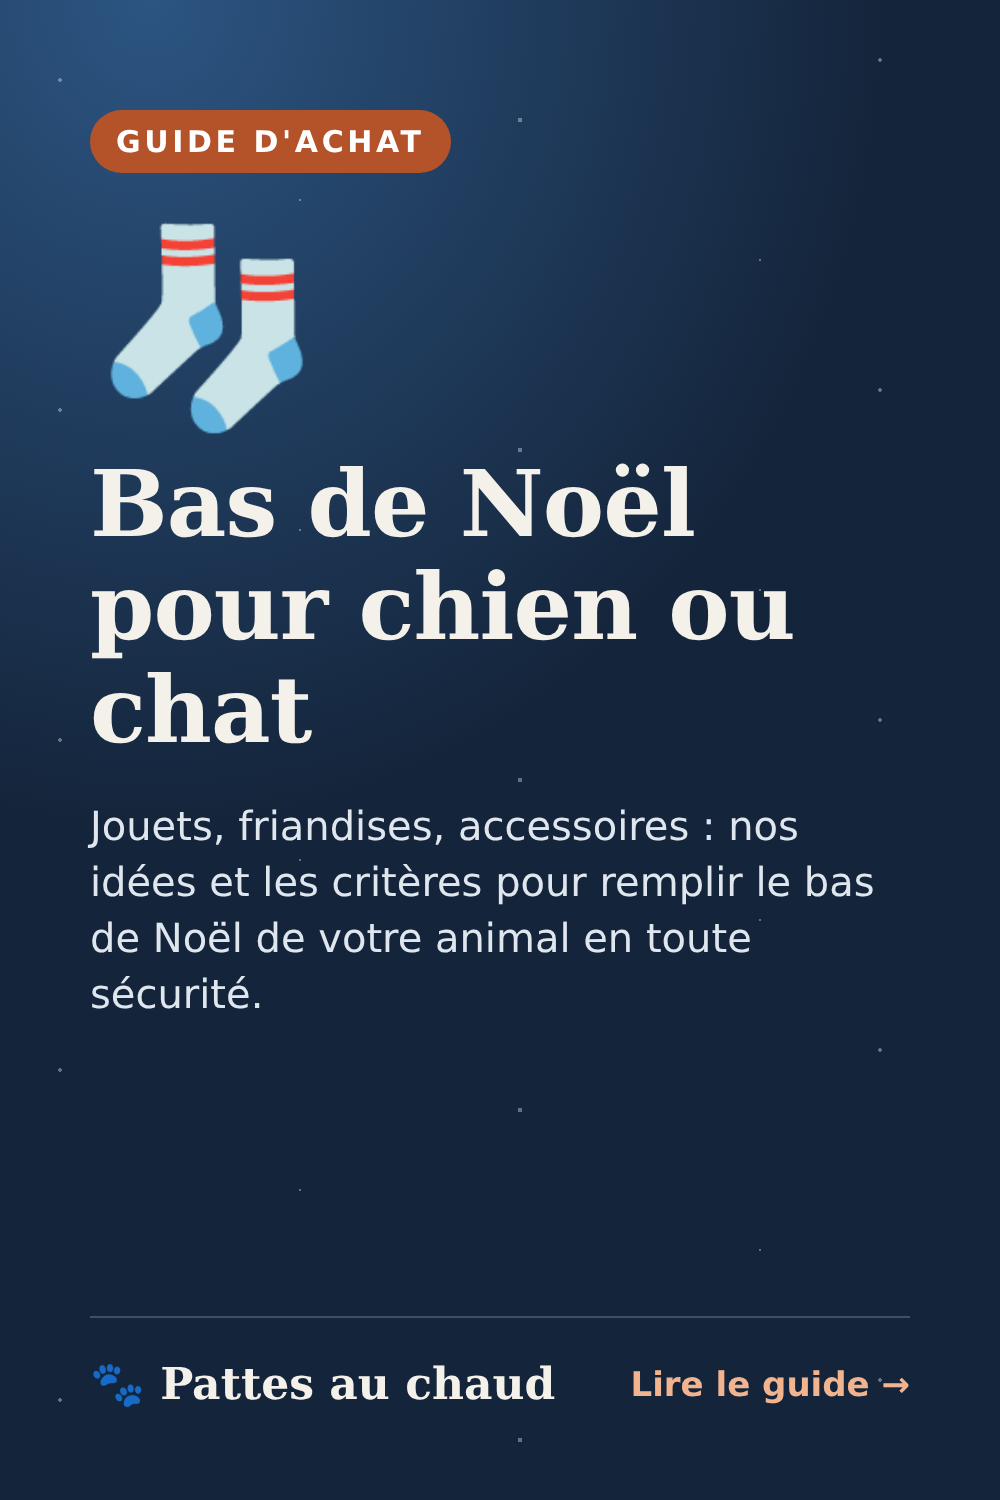 GUIDE D'ACHAT
Bas de Noël
pour chien ou
chat
Jouets, friandises, accessoires : nos
idées et les critères pour remplir le bas
de Noël de votre animal en toute
sécurité.
Pattes au chaud
Lire le guide →